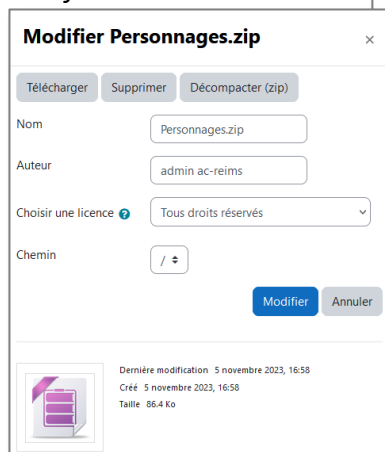 Modifier Personnages.zip ×
Télécharger Supprimer Décompacter (zip)
Nom Personnages.zip
Auteur admin ac-reims
Choisir une licence ? Tous droits réservés
Chemin /
Modifier Annuler
Dernière modification 5 novembre 2023, 16:58
Créé 5 novembre 2023, 16:58
Taille 86.4 Ko